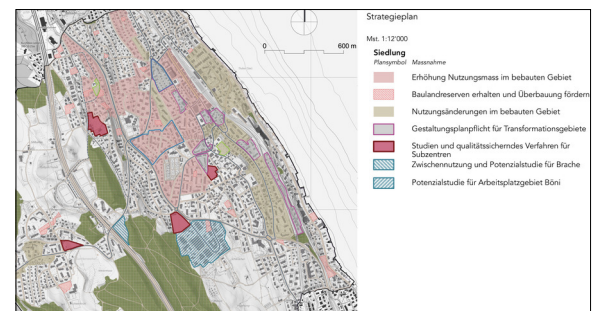 Strategieplan
Mst. 1:12'000
Siedlung
Plansymbol Massnahme
Erhöhung Nutzungsmass im bebauten Gebiet
Baulandreserven erhalten und Überbauung fördern
Nutzungsänderungen im bebauten Gebiet
Gestaltungsplanpflicht für Transformationsgebiete
Studien und qualitätssicherndes Verfahren für
Subzentren
Zwischennutzung und Potenzialstudie für Brache
Potenzialstudie für Arbeitsplatzgebiet Böni
0 600 m